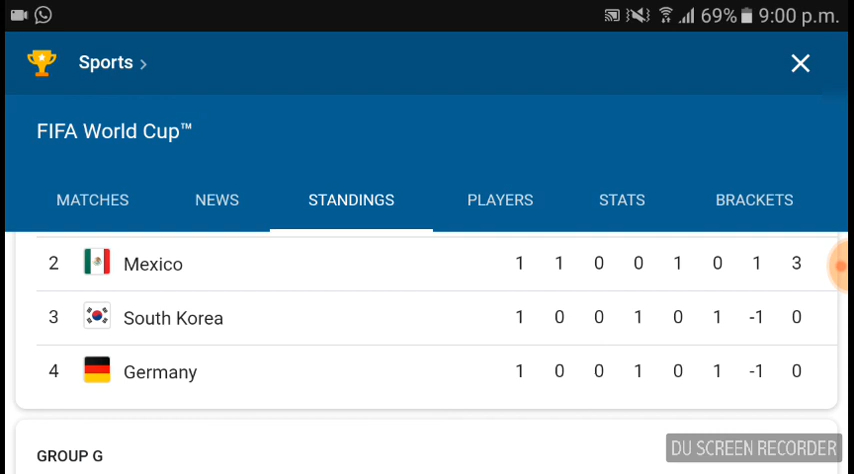 69% 9:00 p.m.
Sports
FIFA World Cup™
MATCHES NEWS STANDINGS PLAYERS STATS BRACKETS
2 Mexico 1 1 0 0 1 0 1 3
3 South Korea 1 0 0 1 0 1 -1 0
4 Germany 1 0 0 1 0 1 -1 0
GROUP G
DU SCREEN RECORDER